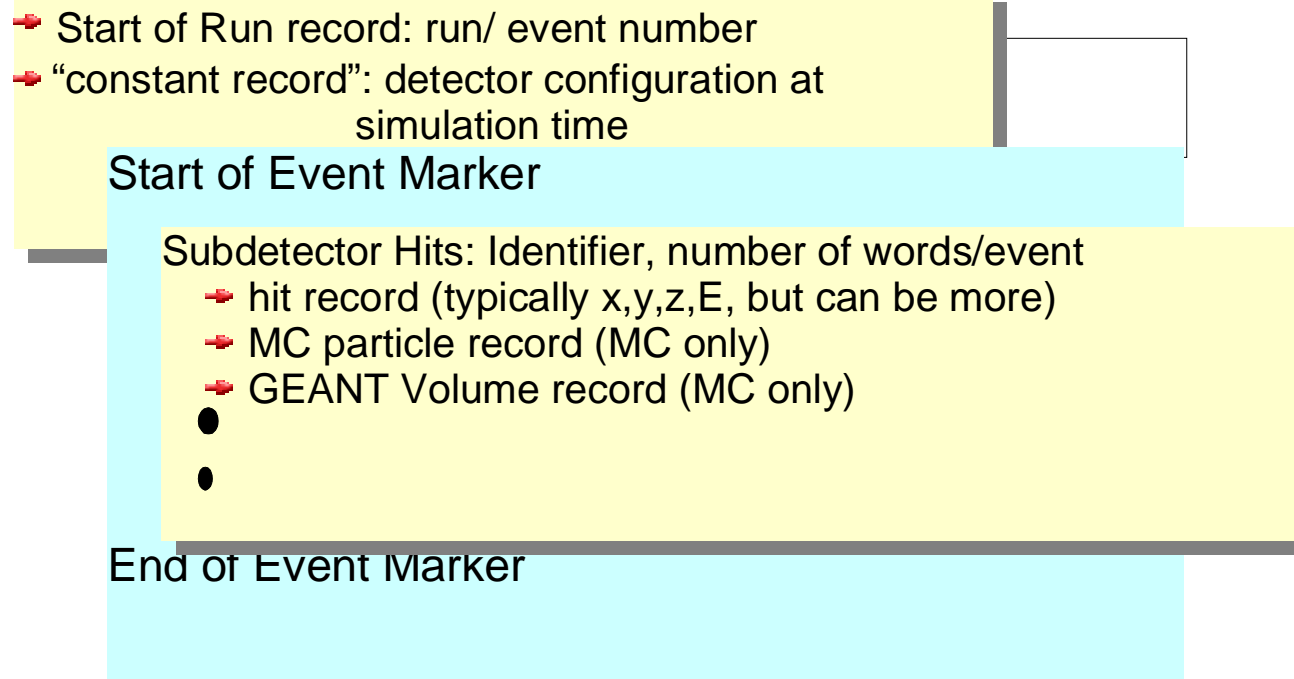 Start of Run record: run/ event number
“constant record”: detector configuration at
simulation time
Start of Event Marker
Subdetector Hits: Identifier, number of words/event
hit record (typically x,y,z,E, but can be more)
MC particle record (MC only)
GEANT Volume record (MC only)
End of Event Marker